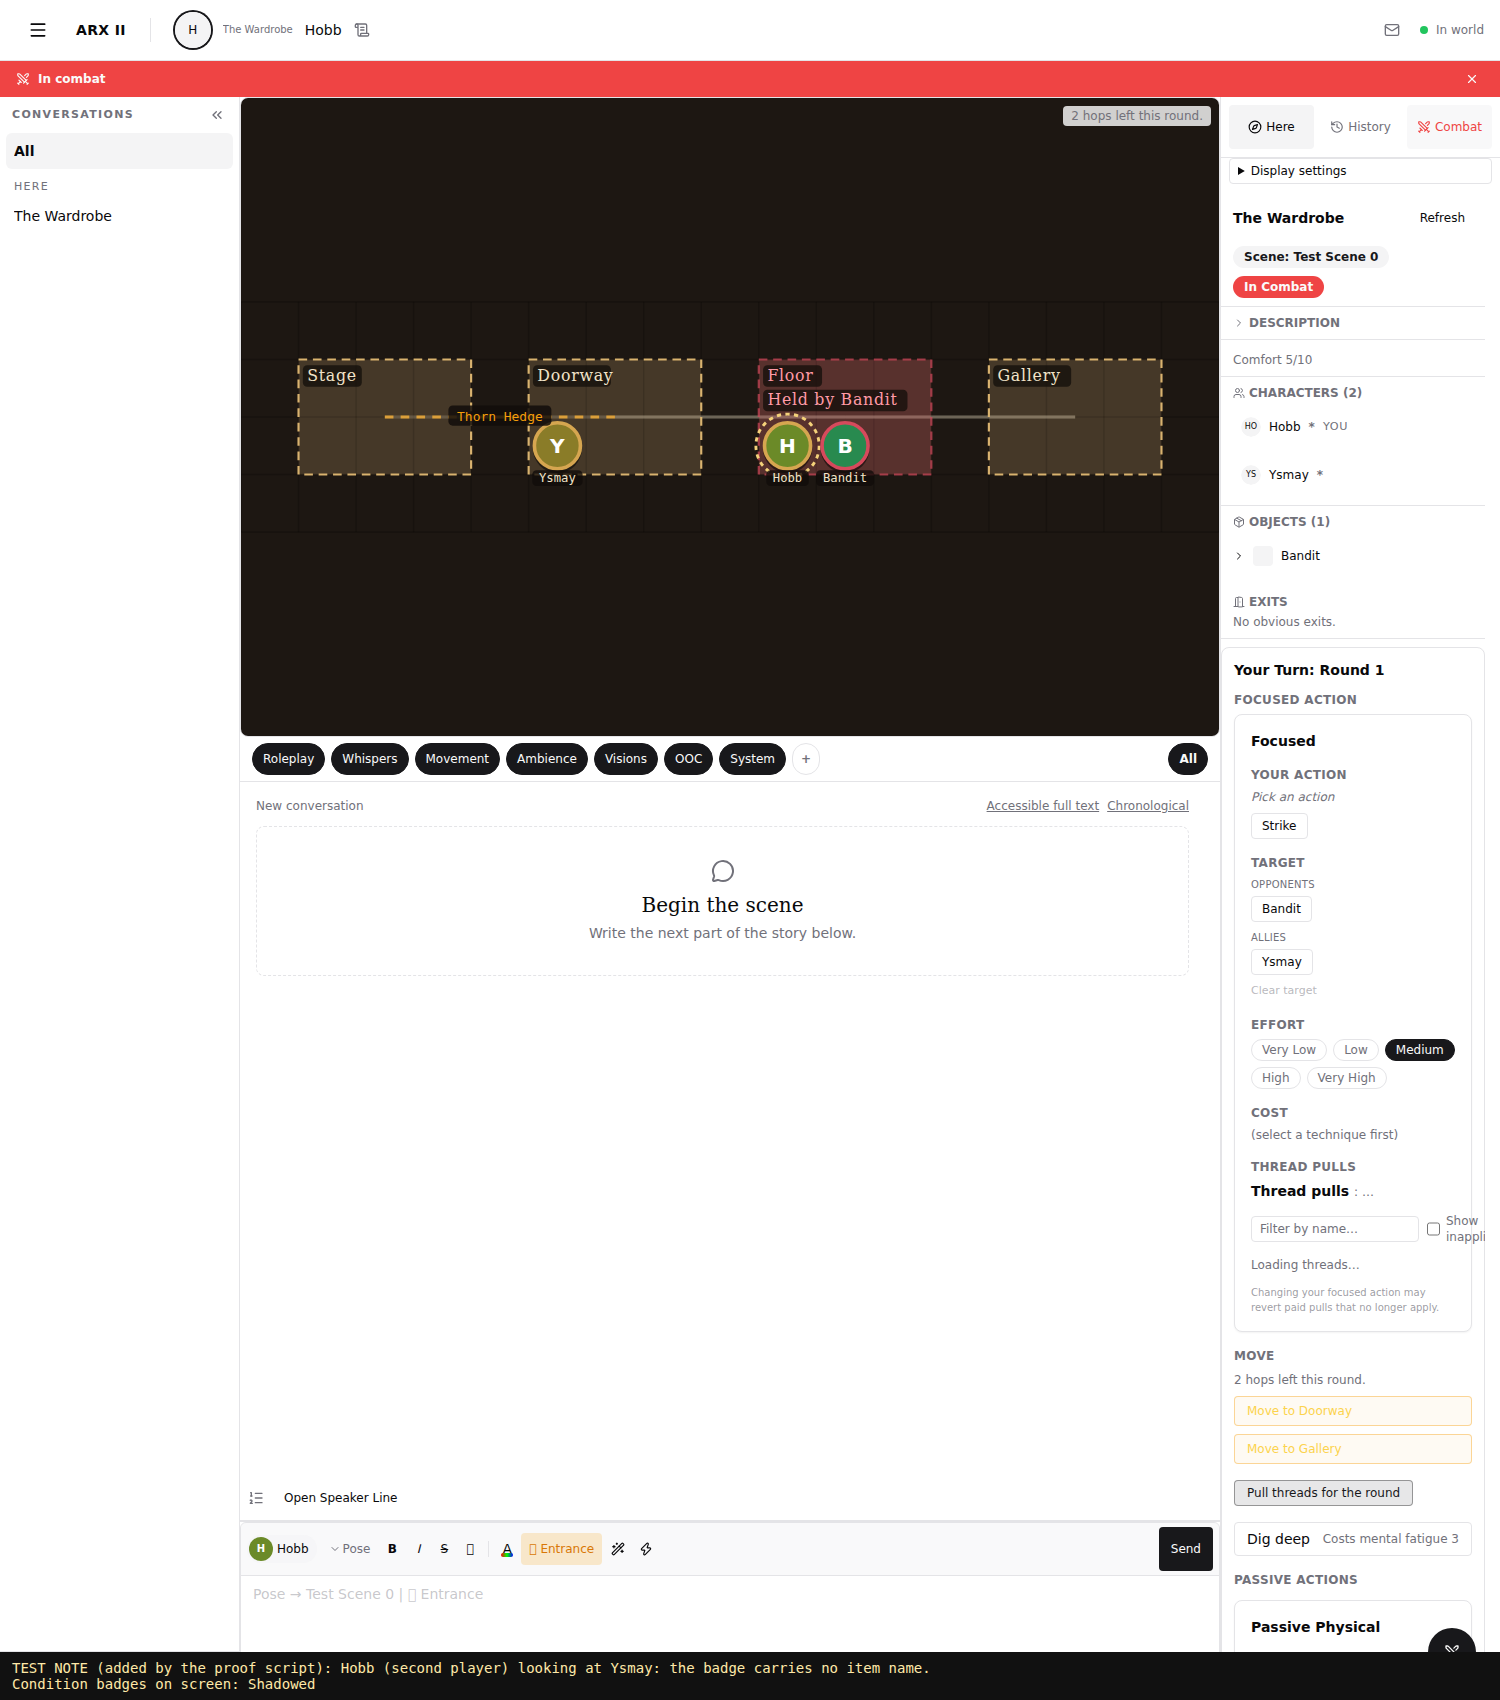 ARX II
H
The Wardrobe
Hobb
In world
In combat
CONVERSATIONS
All
HERE
The Wardrobe
2 hops left this round.
Stage
Doorway
Floor
Held by Bandit
Gallery
Thorn Hedge
Y
H
B
Ysmay
Hobb
Bandit
Roleplay
Whispers
Movement
Ambience
Visions
OOC
System
+
All
New conversation
Accessible full text
Chronological
Begin the scene
Write the next part of the story below.
Open Speaker Line
H
Hobb
Pose
B
I
S
A
Entrance
Send
Pose → Test Scene 0 | Entrance
Here
History
Combat
Display settings
The Wardrobe
Refresh
Scene: Test Scene 0
In Combat
DESCRIPTION
Comfort 5/10
CHARACTERS (2)
HO
Hobb * YOU
YS
Ysmay *
OBJECTS (1)
Bandit
EXITS
No obvious exits.
Your Turn: Round 1
FOCUSED ACTION
Focused
YOUR ACTION
Pick an action
Strike
TARGET
OPPONENTS
Bandit
ALLIES
Ysmay
Clear target
EFFORT
Very Low
Low
Medium
High
Very High
COST
(select a technique first)
THREAD PULLS
Thread pulls : ...
Filter by name...
Show
inappli
Loading threads...
Changing your focused action may
revert paid pulls that no longer apply.
MOVE
2 hops left this round.
Move to Doorway
Move to Gallery
Pull threads for the round
Dig deep
Costs mental fatigue 3
PASSIVE ACTIONS
Passive Physical
TEST NOTE (added by the proof script): Hobb (second player) looking at Ysmay: the badge carries no item name.
Condition badges on screen: Shadowed